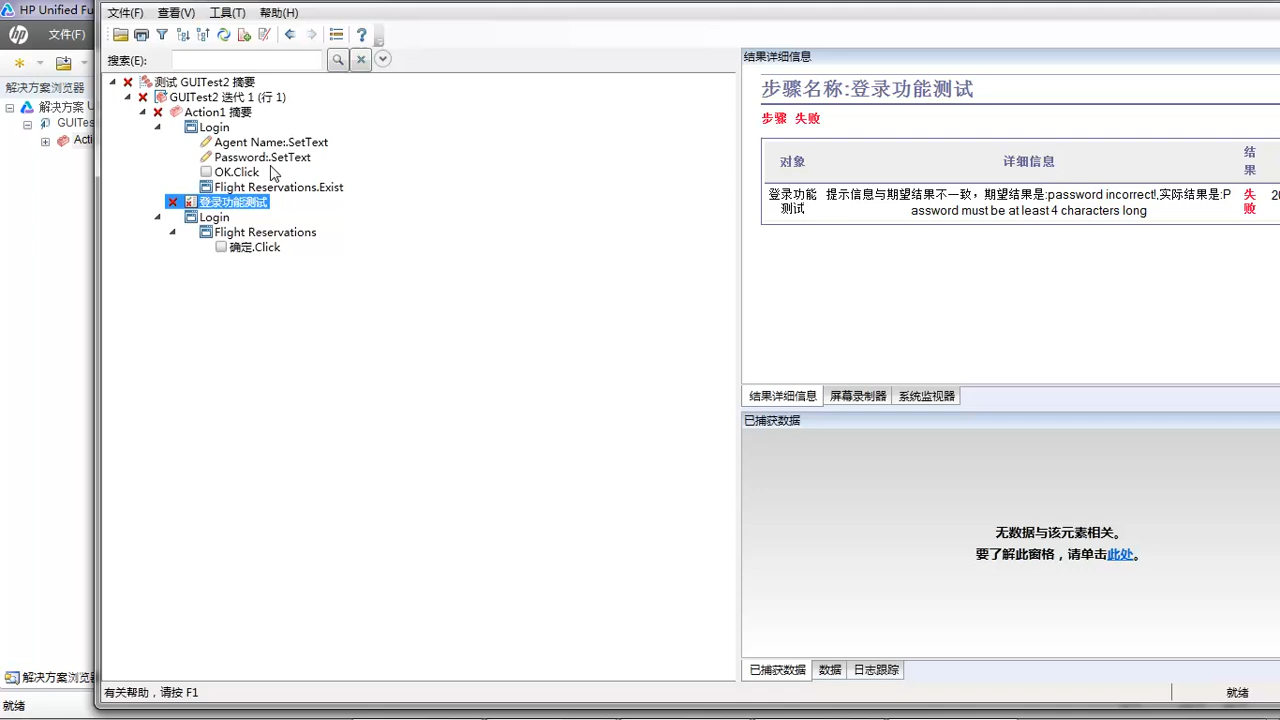 HP Unified Fu
文件(F)
解决方案浏览器
解决方案 U
GUITes
Acti
解决方案浏览
就绪
文件(F) 查看(V) 工具(T) 帮助(H)
搜索(E):
测试 GUITest2 摘要
GUITest2 迭代 1 (行 1)
Action1 摘要
Login
Agent Name:.SetText
Password:.SetText
OK.Click
Flight Reservations.Exist
登录功能测试
Login
Flight Reservations
确定.Click
有关帮助，请按 F1
结果详细信息
步骤名称:登录功能测试
步骤 失败
对象 详细信息 结果
登录功能测试 提示信息与期望结果不一致，期望结果是:password incorrect!,实际结果是:P 失败 20
assword must be at least 4 characters long
结果详细信息 屏幕录制器 系统监视器
已捕获数据
无数据与该元素相关。
要了解此窗格，请单击此处。
已捕获数据 数据 日志跟踪
就绪